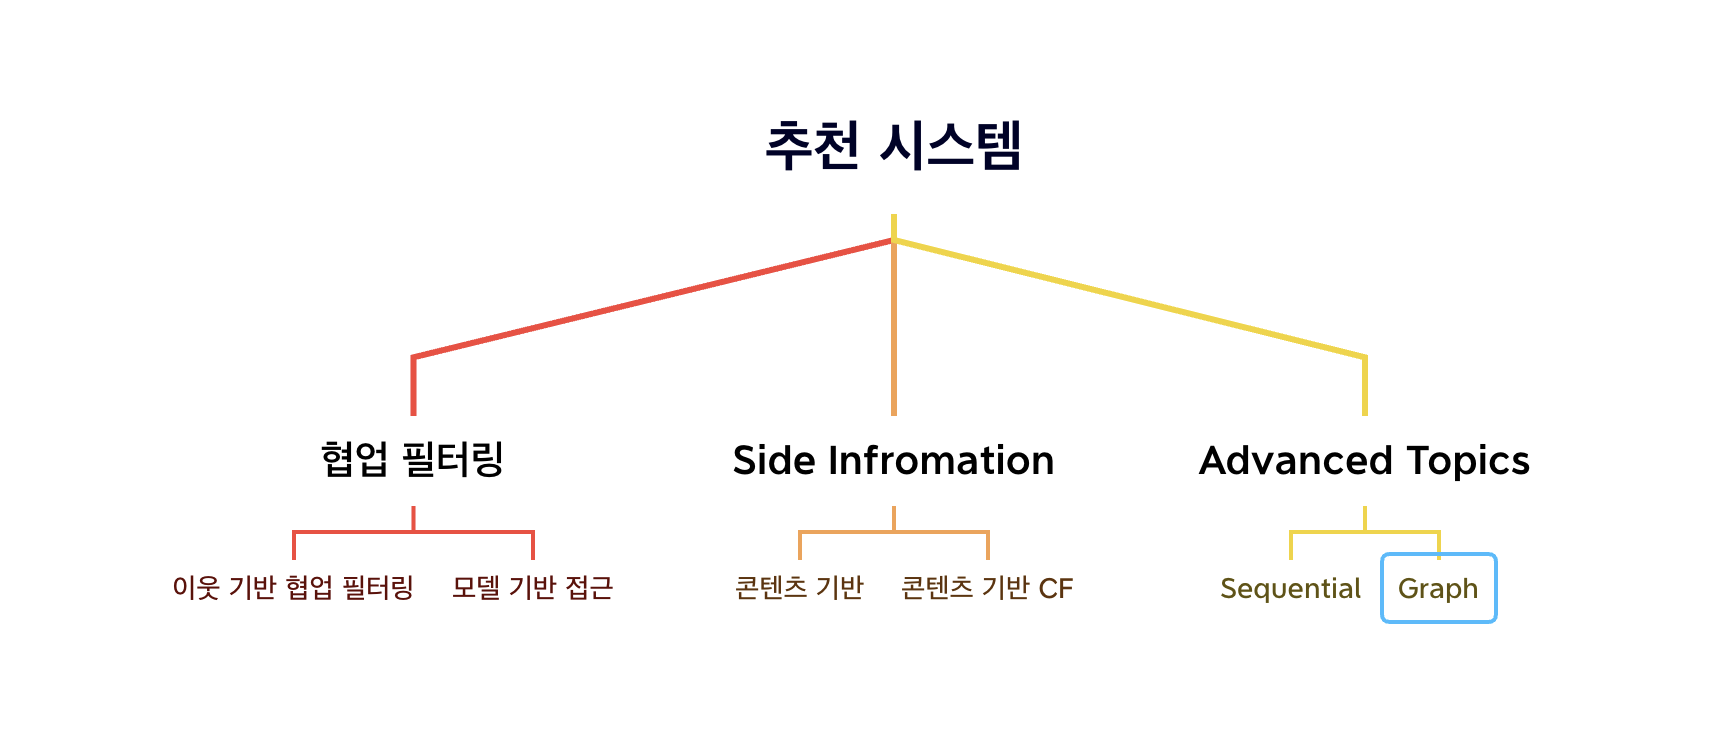 추천 시스템
협업 필터링
Side Infromation
Advanced Topics
이웃 기반 협업 필터링
모델 기반 접근
콘텐츠 기반
콘텐츠 기반 CF
Sequential
Graph